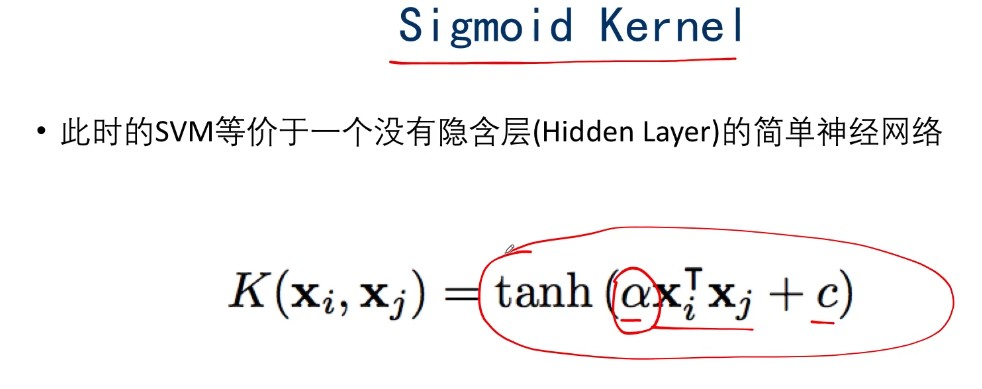 Sigmoid Kernel
• 此时的SVM等价于一个没有隐含层(Hidden Layer)的简单神经网络
K(𝐱ᵢ, 𝐱ⱼ) = tanh (α𝐱ᵢᵀ𝐱ⱼ + c)